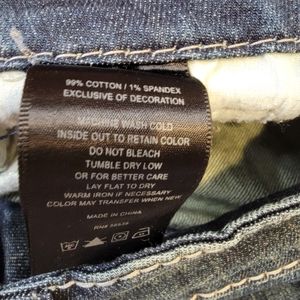 99% COTTON / 1% SPANDEX
EXCLUSIVE OF DECORATION
MACHINE WASH COLD
INSIDE OUT TO RETAIN COLOR
DO NOT BLEACH
TUMBLE DRY LOW
OR FOR BETTER CARE
LAY FLAT TO DRY
WARM IRON IF NECESSARY
COLOR MAY TRANSFER WHEN NEW
MADE IN CHINA
RN#